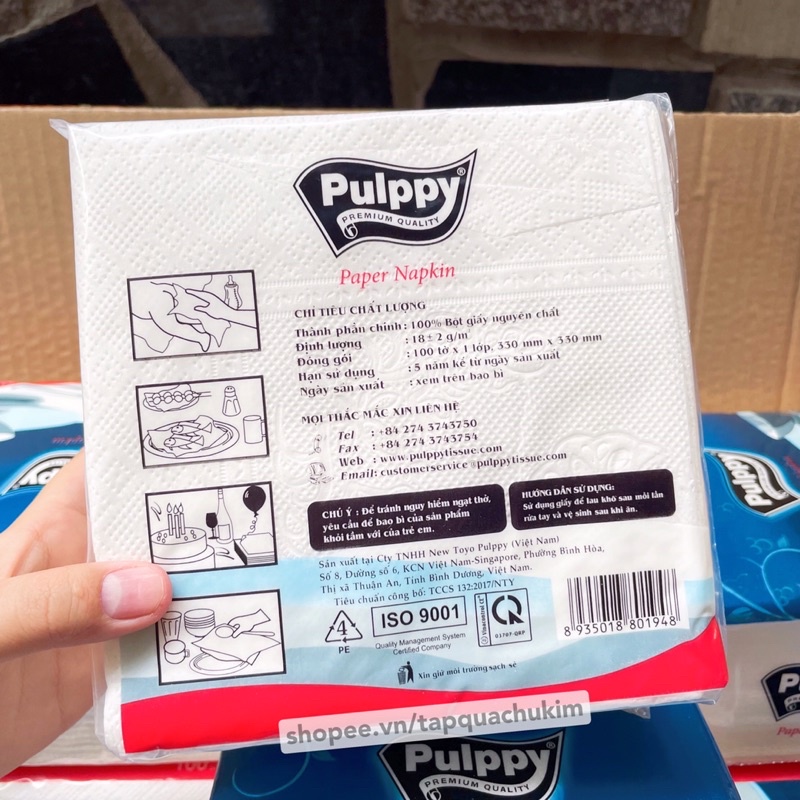 Pulppy®
PREMIUM QUALITY
Paper Napkin
CHỈ TIÊU CHẤT LƯỢNG
Thành phần chính : 100% Bột giấy nguyên chất
Định lượng : 18 ± 2 g/m²
Đóng gói : 100 tờ x 1 lớp, 330 mm x 330 mm
Hạn sử dụng : 5 năm kể từ ngày sản xuất
Ngày sản xuất : xem trên bao bì
MỌI THẮC MẮC XIN LIÊN HỆ
Tel : +84 274 3743750
Fax : +84 274 3743754
Web : www.pulppytissue.com
Email: customerservice@pulppytissue.com
CHÚ Ý : Để tránh nguy hiểm ngạt thở,
yêu cầu để bao bì của sản phẩm
khỏi tầm với của trẻ em.
HƯỚNG DẪN SỬ DỤNG:
Sử dụng giấy để lau khô sau mỗi lần
rửa tay và vệ sinh sau khi ăn.
Sản xuất tại Cty TNHH New Toyo Pulppy (Việt Nam)
Số 8, Đường số 6, KCN Việt Nam-Singapore, Phường Bình Hòa,
Thị xã Thuận An, Tỉnh Bình Dương, Việt Nam.
Tiêu chuẩn công bố: TCCS 132:2017/NTY
4
PE
ISO 9001
Quality Management System
Certified Company
01707-QRP
8 935018 801948
Xin giữ môi trường sạch sẽ
shopee.vn/tapquachukim
Pulppy
PREMIUM QUALITY
Pulppy